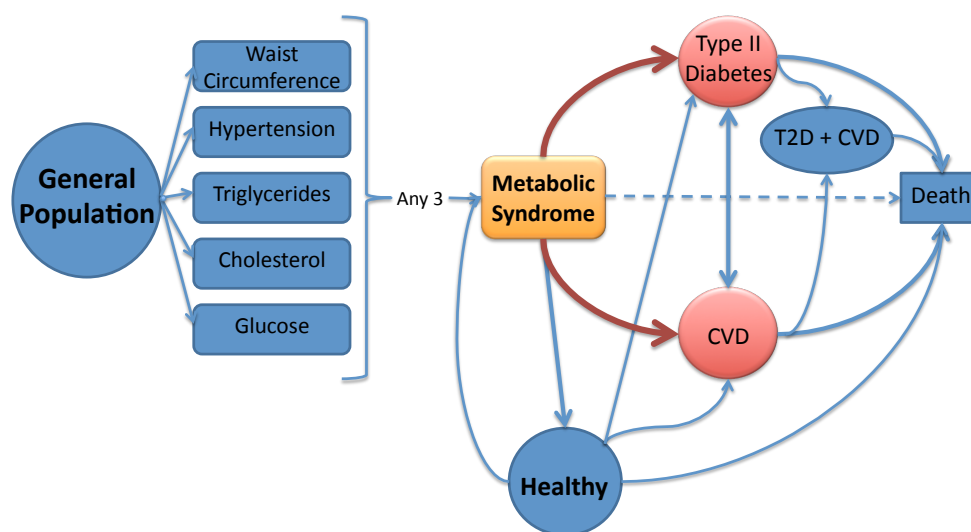 General
Population
Waist
Circumference
Hypertension
Triglycerides
Cholesterol
Glucose
Any 3
Metabolic
Syndrome
Type II
Diabetes
T2D + CVD
Death
CVD
Healthy